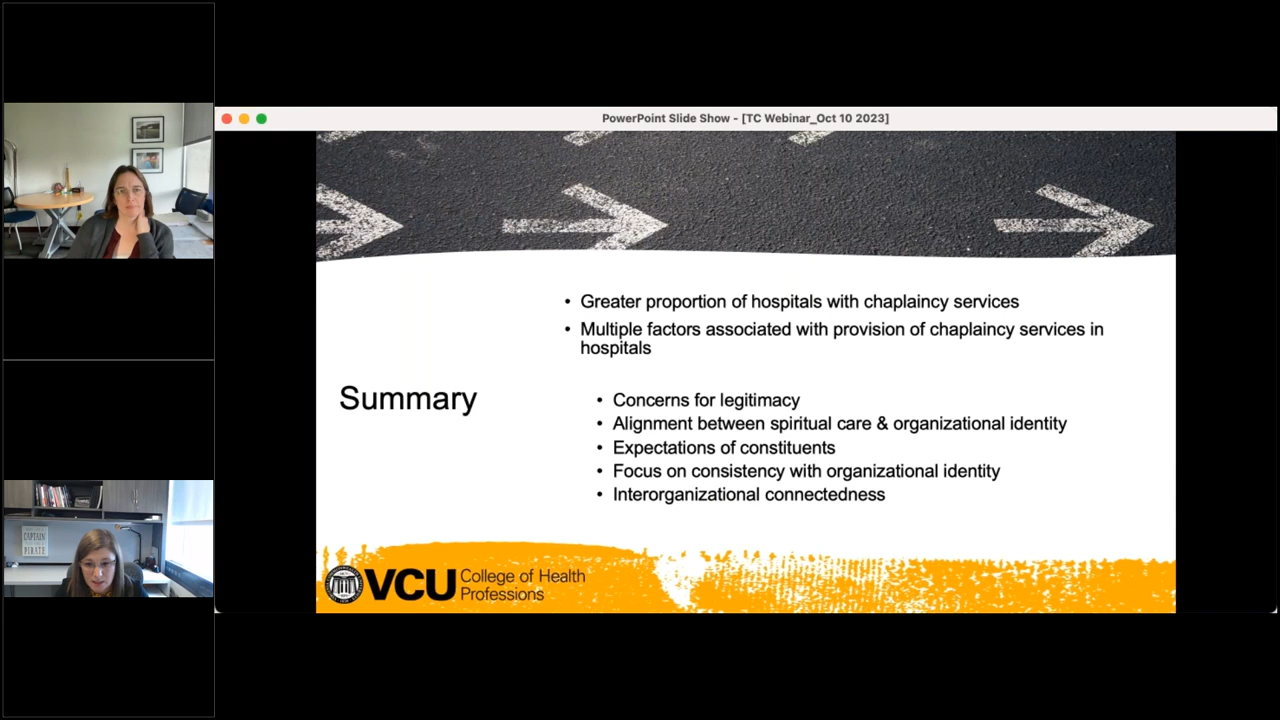 PowerPoint Slide Show - [TC Webinar_Oct 10 2023]
• Greater proportion of hospitals with chaplaincy services
• Multiple factors associated with provision of chaplaincy services in
hospitals
Summary
• Concerns for legitimacy
• Alignment between spiritual care & organizational identity
• Expectations of constituents
• Focus on consistency with organizational identity
• Interorganizational connectedness
CAPTAIN
PIRATE
VCU College of Health
Professions